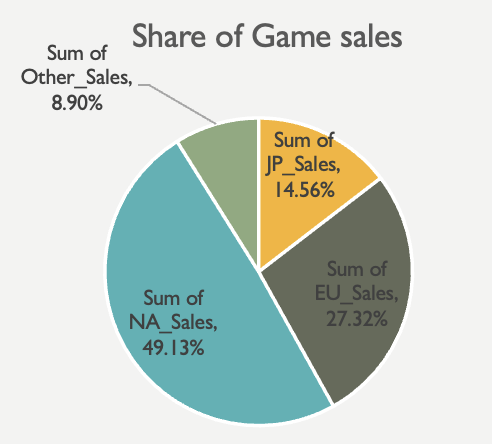 Share of Game sales
Sum of
Other_Sales,
8.90%
Sum of
JP_Sales,
14.56%
Sum of
EU_Sales,
27.32%
Sum of
NA_Sales,
49.13%